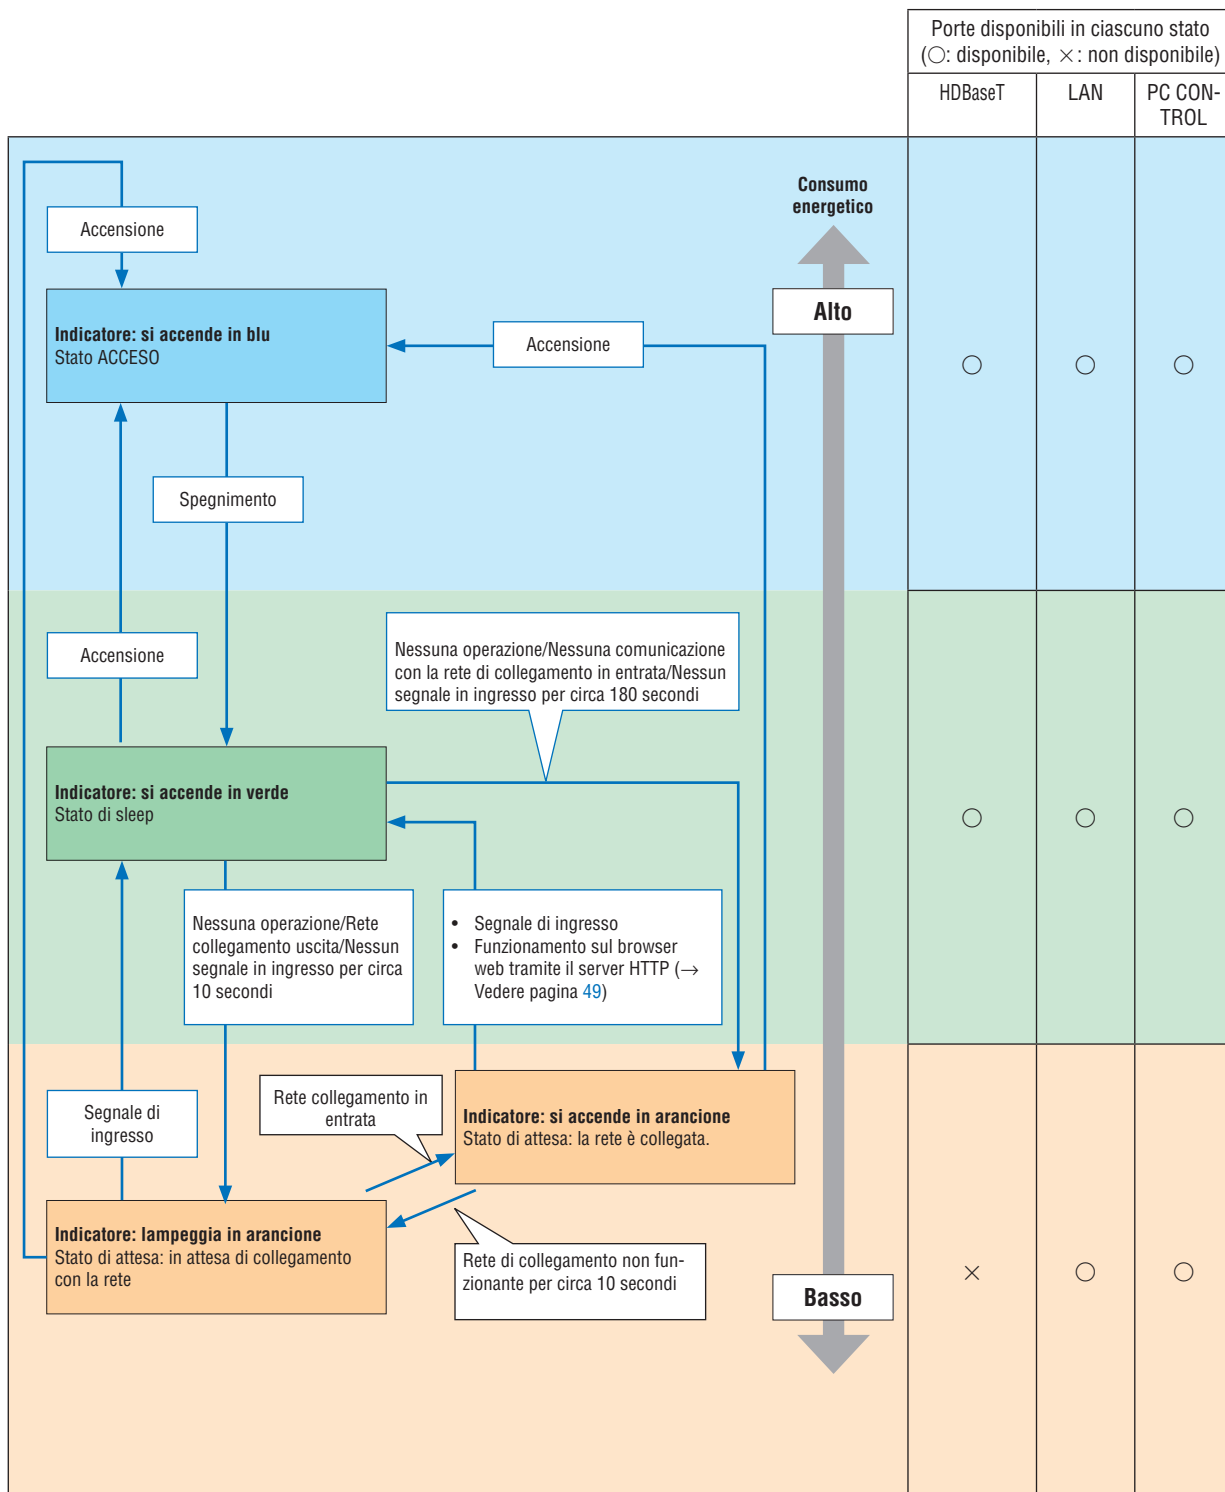 Porte disponibili in ciascuno stato
(○: disponibile, ×: non disponibile)
HDBaseT
LAN
PC CON-
TROL
Consumo
energetico
Accensione
Alto
Indicatore: si accende in blu
Stato ACCESO
Accensione
○
○
○
Spegnimento
Accensione
Nessuna operazione/Nessuna comunicazione
con la rete di collegamento in entrata/Nessun
segnale in ingresso per circa 180 secondi
Indicatore: si accende in verde
Stato di sleep
○
○
○
Nessuna operazione/Rete
collegamento uscita/Nessun
segnale in ingresso per circa
10 secondi
• Segnale di ingresso
• Funzionamento sul browser
web tramite il server HTTP (→
Vedere pagina 49)
Segnale di
ingresso
Rete collegamento in
entrata
Indicatore: si accende in arancione
Stato di attesa: la rete è collegata.
Indicatore: lampeggia in arancione
Stato di attesa: in attesa di collegamento
con la rete
Rete di collegamento non fun-
zionante per circa 10 secondi
Basso
×
○
○